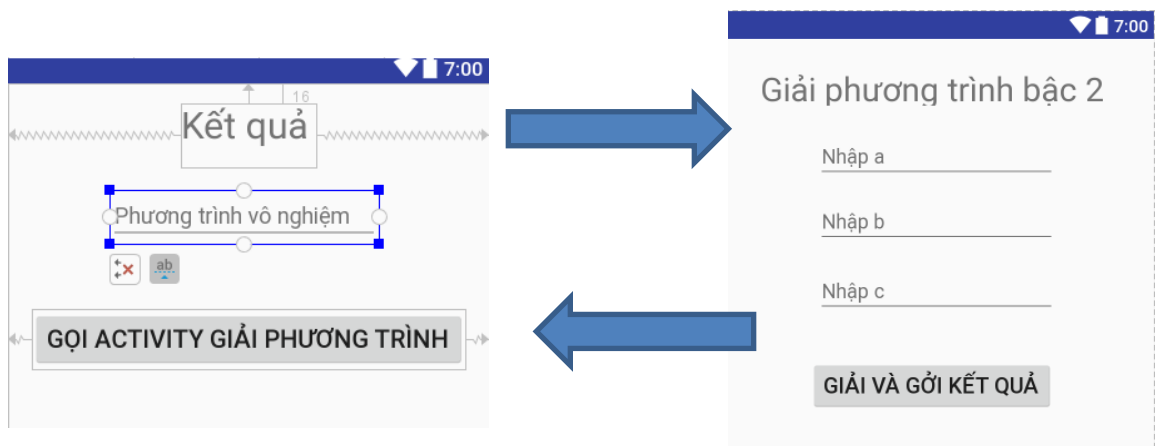 7:00
16
Kết quả
Phương trình vô nghiệm
ab
GỌI ACTIVITY GIẢI PHƯƠNG TRÌNH
7:00
Giải phương trình bậc 2
Nhập a
Nhập b
Nhập c
GIẢI VÀ GỞI KẾT QUẢ